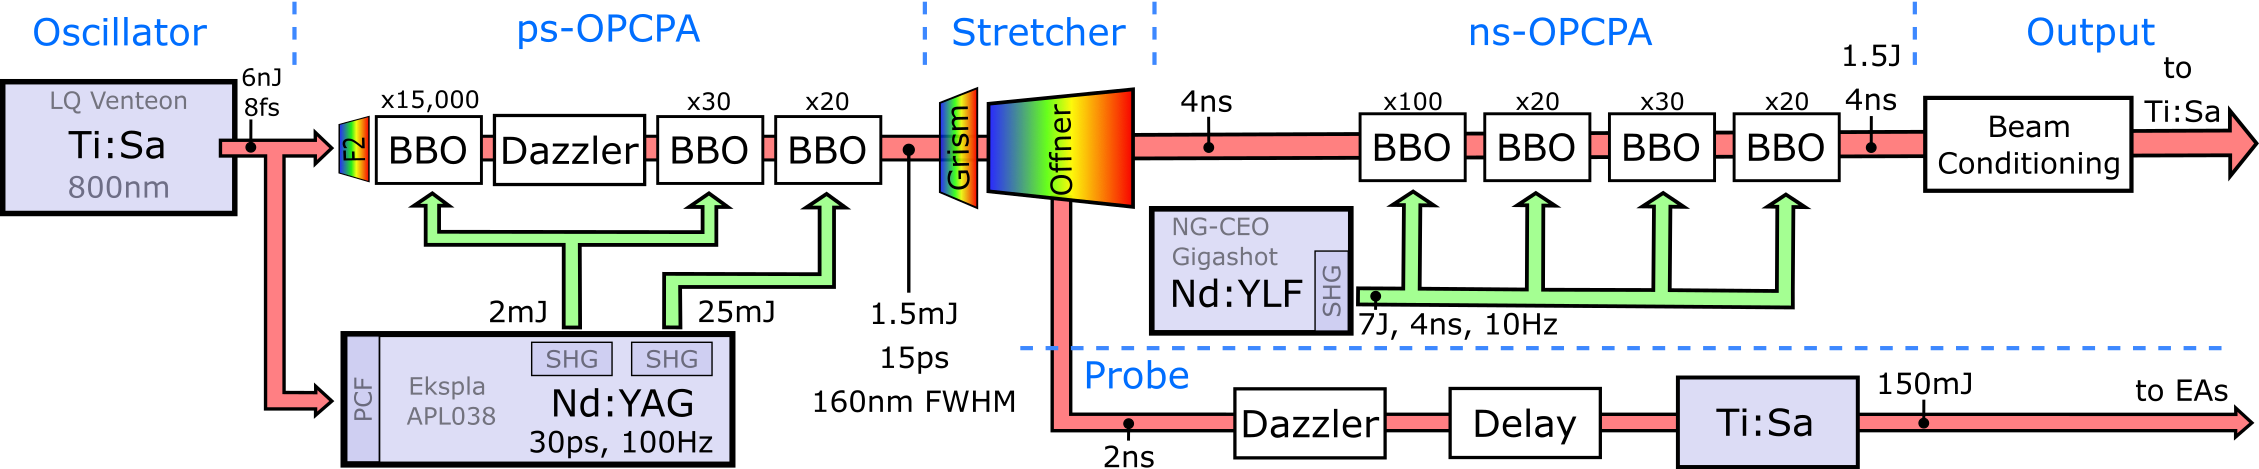 Oscillator
ps-OPCPA
Stretcher
ns-OPCPA
Output
LQ Venteon
Ti:Sa
800nm
6nJ
8fs
F2
x15,000
BBO
Dazzler
x30
BBO
x20
BBO
Grism
Offner
4ns
x100
BBO
x20
BBO
x30
BBO
x20
BBO
1.5J
4ns
Beam
Conditioning
to
Ti:Sa
2mJ
25mJ
PCF
Ekspla
APL038
SHG
SHG
Nd:YAG
30ps, 100Hz
1.5mJ
15ps
160nm FWHM
NG-CEO
Gigashot
Nd:YLF
SHG
7J, 4ns, 10Hz
Probe
2ns
Dazzler
Delay
Ti:Sa
150mJ
to EAs